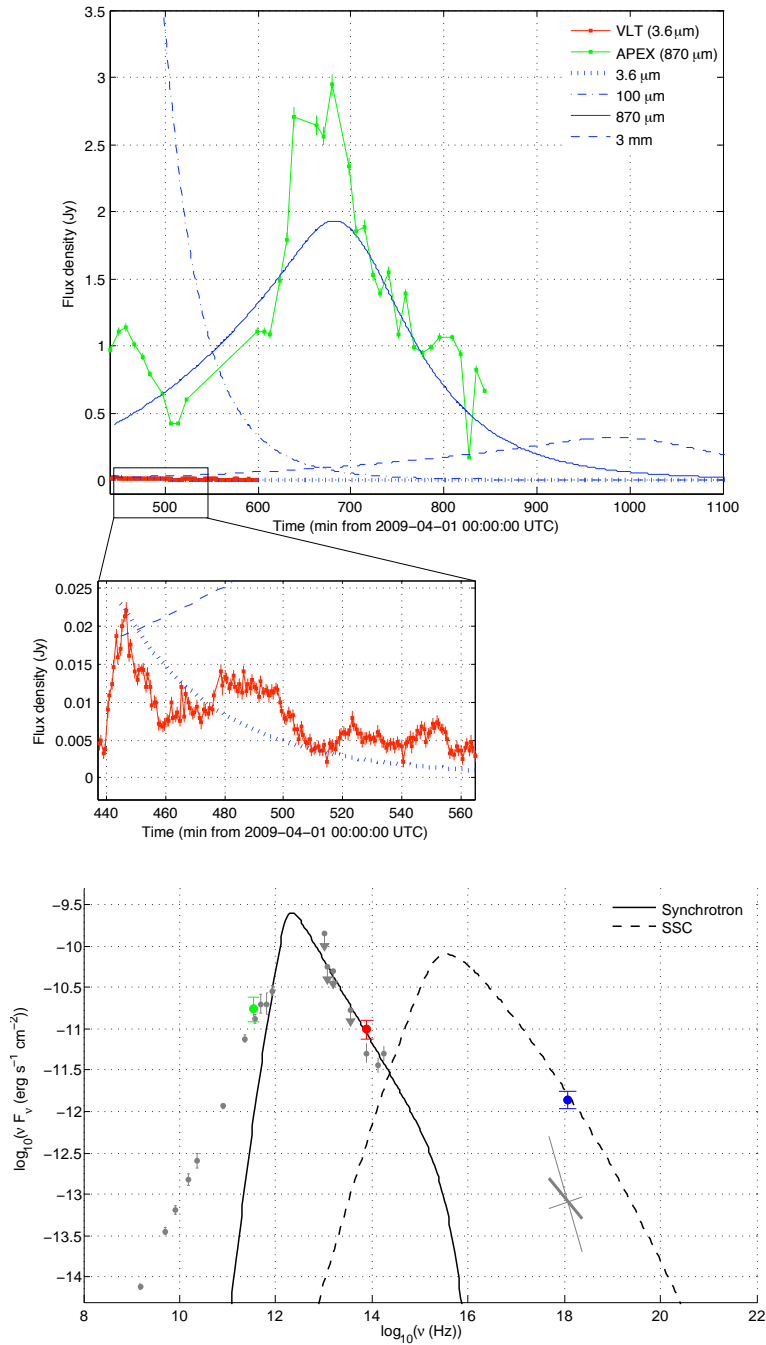 3.5
3
2.5
2
1.5
1
0.5
0
Flux density (Jy)
VLT (3.6μm)
APEX (870 μm)
3.6 μm
100 μm
870 μm
3 mm
500 600 700 800 900 1000 1100
Time (min from 2009−04−01 00:00:00 UTC)
0.025
0.02
0.015
0.01
0.005
0
Flux density (Jy)
440 460 480 500 520 540 560
Time (min from 2009−04−01 00:00:00 UTC)
−9.5
−10
−10.5
−11
−11.5
−12
−12.5
−13
−13.5
−14
log₁₀(ν Fᵥ (erg s⁻¹ cm⁻²))
Synchrotron
SSC
8 10 12 14 16 18 20 22
log₁₀(ν (Hz))